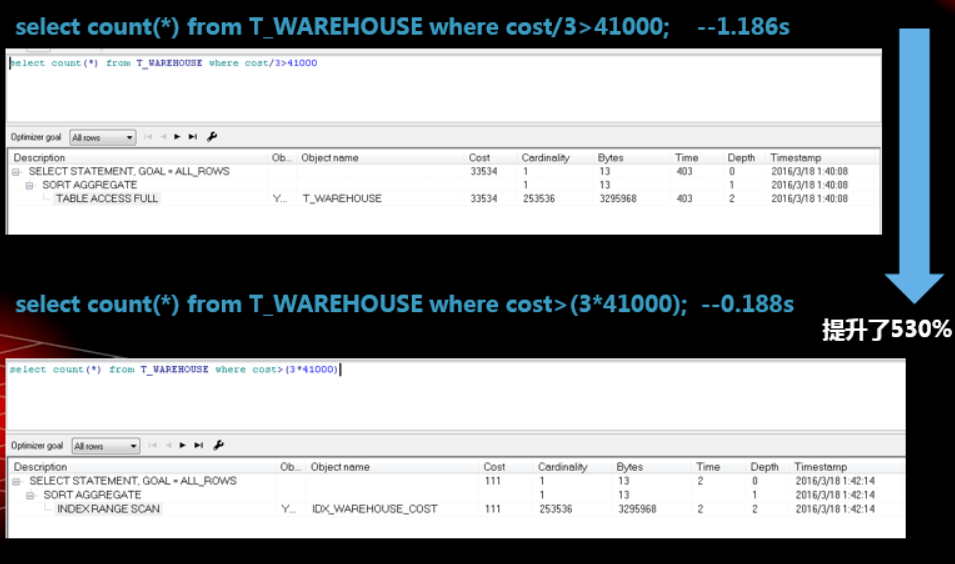 select count(*) from T_WAREHOUSE where cost/3>41000; --1.186s
select count(*) from T_WAREHOUSE where cost/3>41000
Optimizer goal All rows
Description Ob... Object name Cost Cardinality Bytes Time Depth Timestamp
SELECT STATEMENT, GOAL = ALL_ROWS 33534 1 13 403 0 2016/3/18 1:40:08
SORT AGGREGATE 1 13 1 2016/3/18 1:40:08
TABLE ACCESS FULL Y... T_WAREHOUSE 33534 253536 3295968 403 2 2016/3/18 1:40:08
select count(*) from T_WAREHOUSE where cost>(3*41000); --0.188s
提升了530%
select count(*) from T_WAREHOUSE where cost>(3*41000)
Optimizer goal All rows
Description Ob... Object name Cost Cardinality Bytes Time Depth Timestamp
SELECT STATEMENT, GOAL = ALL_ROWS 111 1 13 2 0 2016/3/18 1:42:14
SORT AGGREGATE 1 13 1 2016/3/18 1:42:14
INDEX RANGE SCAN Y... IDX_WAREHOUSE_COST 111 253536 3295968 2 2 2016/3/18 1:42:14